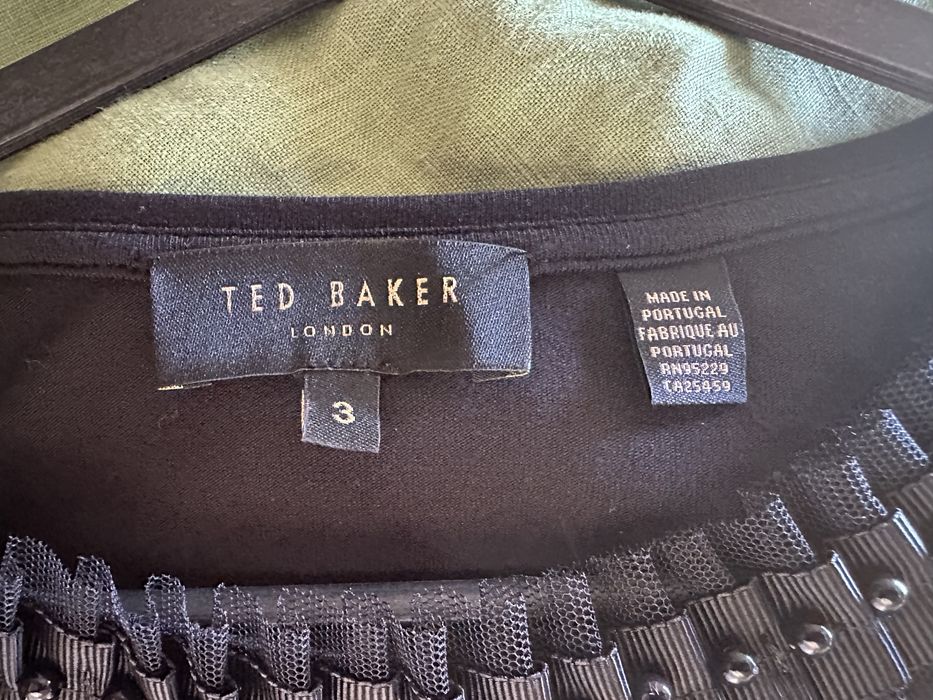 TED BAKER
LONDON
3
MADE IN
PORTUGAL
FABRIQUE AU
PORTUGAL
RN95229
CA25459